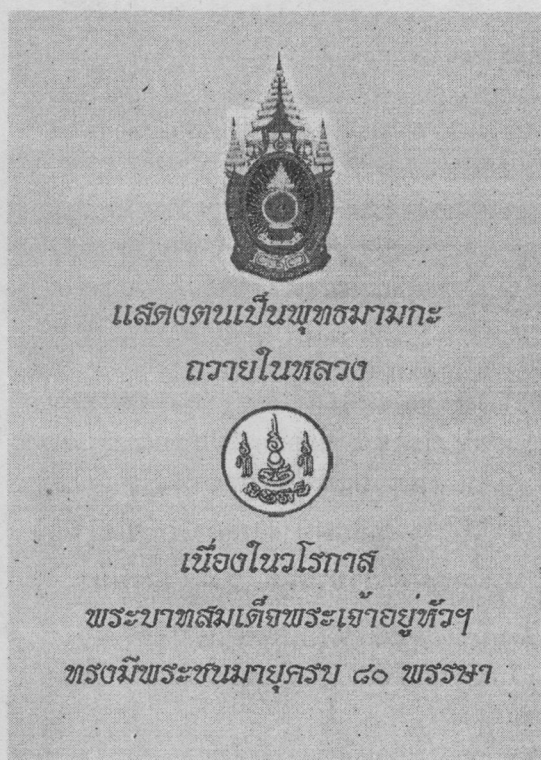 แสดงตนเป็นพุทธมามกะ
ถวายในหลวง
เนื่องในวโรกาส
พระบาทสมเด็จพระเจ้าอยู่หัวฯ
ทรงมีพระชนมายุครบ ๘๐ พรรษา